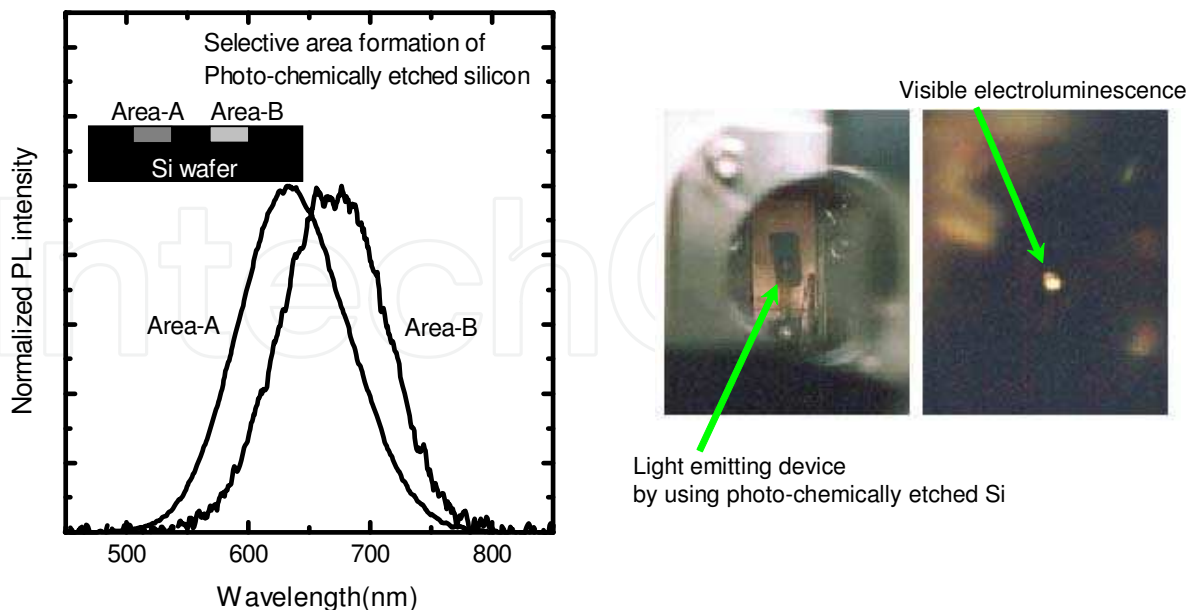 Selective area formation of
Photo-chemically etched silicon
Area-A Area-B
Si wafer
Area-A
Area-B
Normalized PL intensity
500 600 700 800
Wavelength(nm)
Visible electroluminescence
Light emitting device
by using photo-chemically etched Si
IntechO